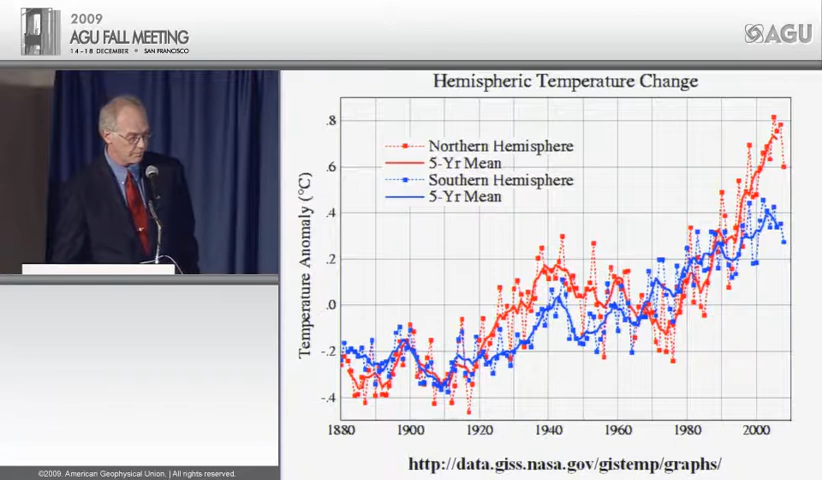 2009
AGU FALL MEETING
14-18 DECEMBER • SAN FRANCISCO
AGU
Hemispheric Temperature Change
Temperature Anomaly (°C)
.8
.6
.4
.2
.0
-.2
-.4
Northern Hemisphere
5-Yr Mean
Southern Hemisphere
5-Yr Mean
1880 1900 1920 1940 1960 1980 2000
http://data.giss.nasa.gov/gistemp/graphs/
©2009. American Geophysical Union. | All rights reserved.